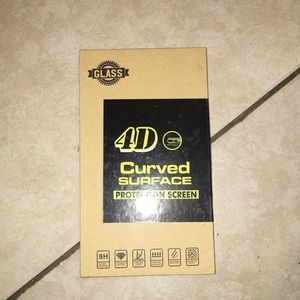 GLASS
4D
Curved
SURFACE
PROTECTION SCREEN
9H